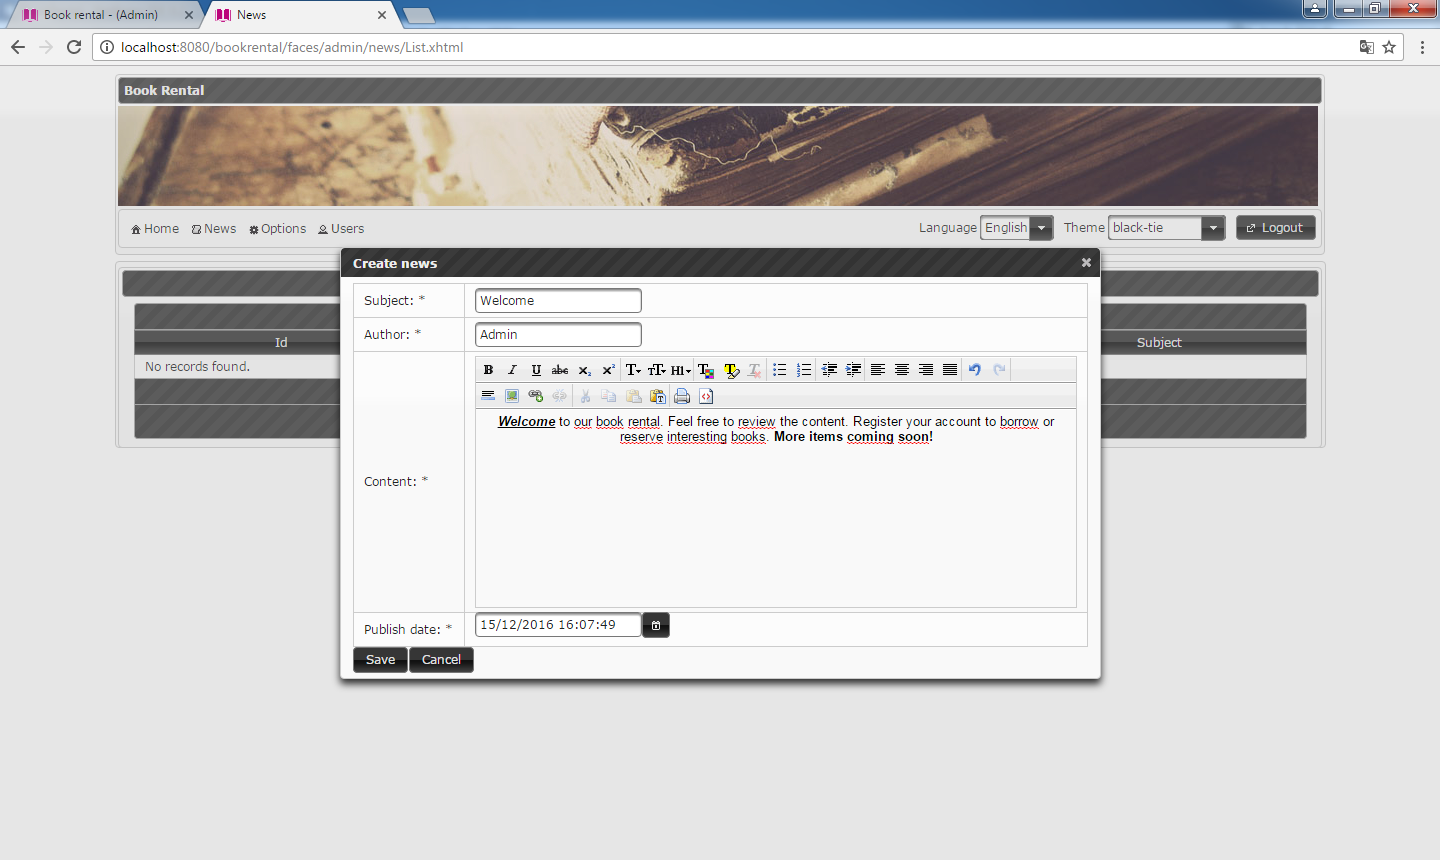 Book rental - (Admin)
News
localhost:8080/bookrental/faces/admin/news/List.xhtml
Book Rental
Home News Options Users Language English Theme black-tie Logout
Create news
Subject: * Welcome
Author: * Admin
Id
Subject
No records found.
B I U abc x₂ x² T tT H1 T T T
Content: *
Welcome to our book rental. Feel free to review the content. Register your account to borrow or
reserve interesting books. More items coming soon!
Publish date: * 15/12/2016 16:07:49
Save Cancel